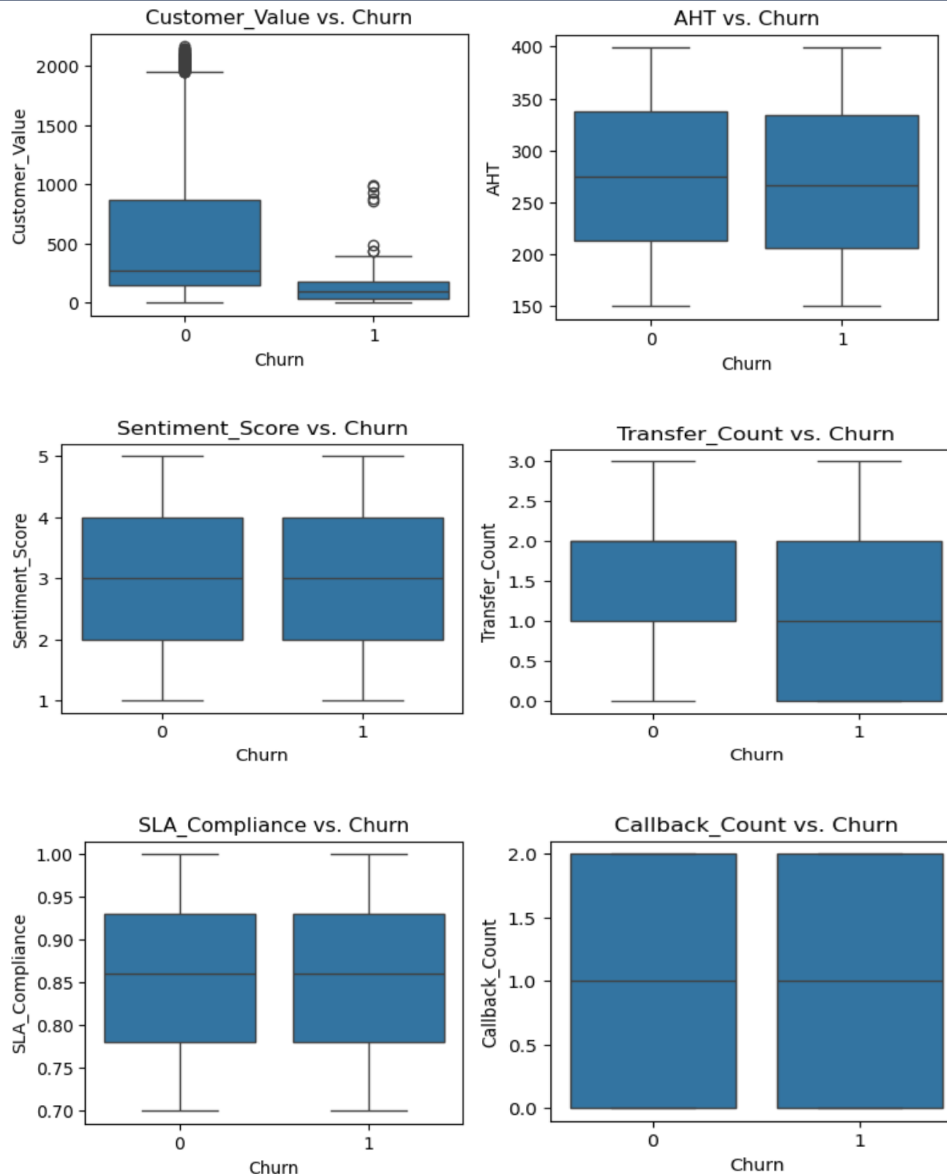 Customer_Value vs. Churn
Customer_Value
2000
1500
1000
500
0
0 1
Churn
AHT vs. Churn
AHT
400
350
300
250
200
150
0 1
Churn
Sentiment_Score vs. Churn
Sentiment_Score
5
4
3
2
1
0 1
Churn
Transfer_Count vs. Churn
Transfer_Count
3.0
2.5
2.0
1.5
1.0
0.5
0.0
0 1
Churn
SLA_Compliance vs. Churn
SLA_Compliance
1.00
0.95
0.90
0.85
0.80
0.75
0.70
0 1
Churn
Callback_Count vs. Churn
Callback_Count
2.0
1.5
1.0
0.5
0.0
0 1
Churn